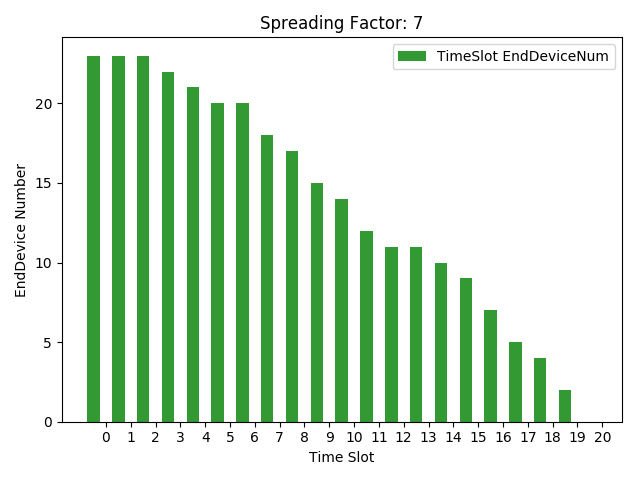 Spreading Factor: 7
TimeSlot EndDeviceNum
EndDevice Number
20
15
10
5
0
0 1 2 3 4 5 6 7 8 9 10 11 12 13 14 15 16 17 18 19 20
Time Slot